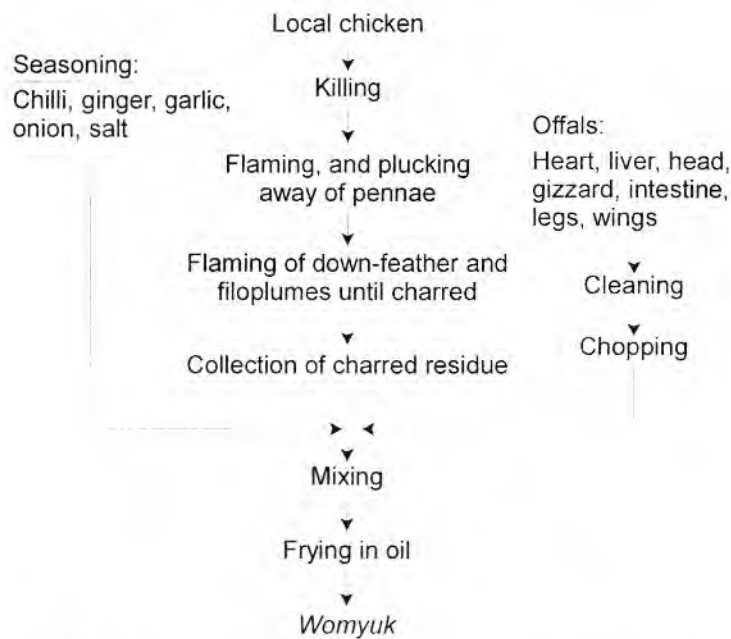 Local chicken
Seasoning:
Chilli, ginger, garlic,
onion, salt
Killing
Offals:
Heart, liver, head,
gizzard, intestine,
legs, wings
Flaming, and plucking
away of pennae
Flaming of down-feather and
filoplumes until charred
Cleaning
Chopping
Collection of charred residue
Mixing
Frying in oil
Womyuk